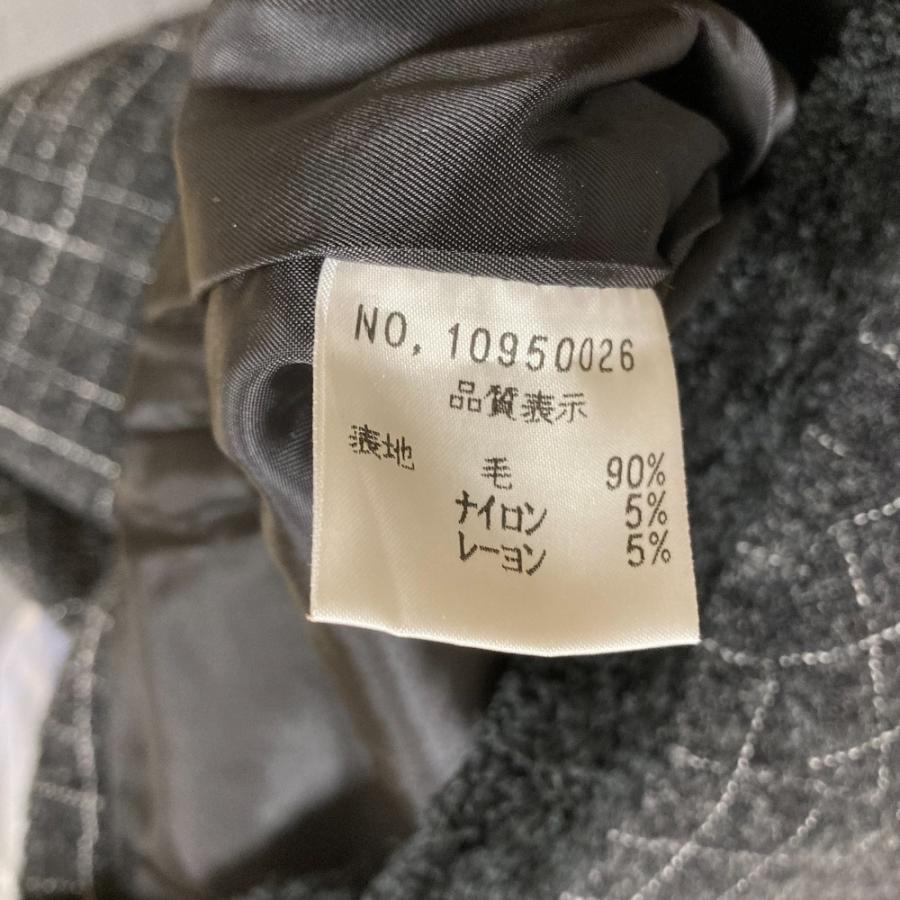 NO, 10950026
品質表示
表地
毛 90%
ナイロン 5%
レーヨン 5%